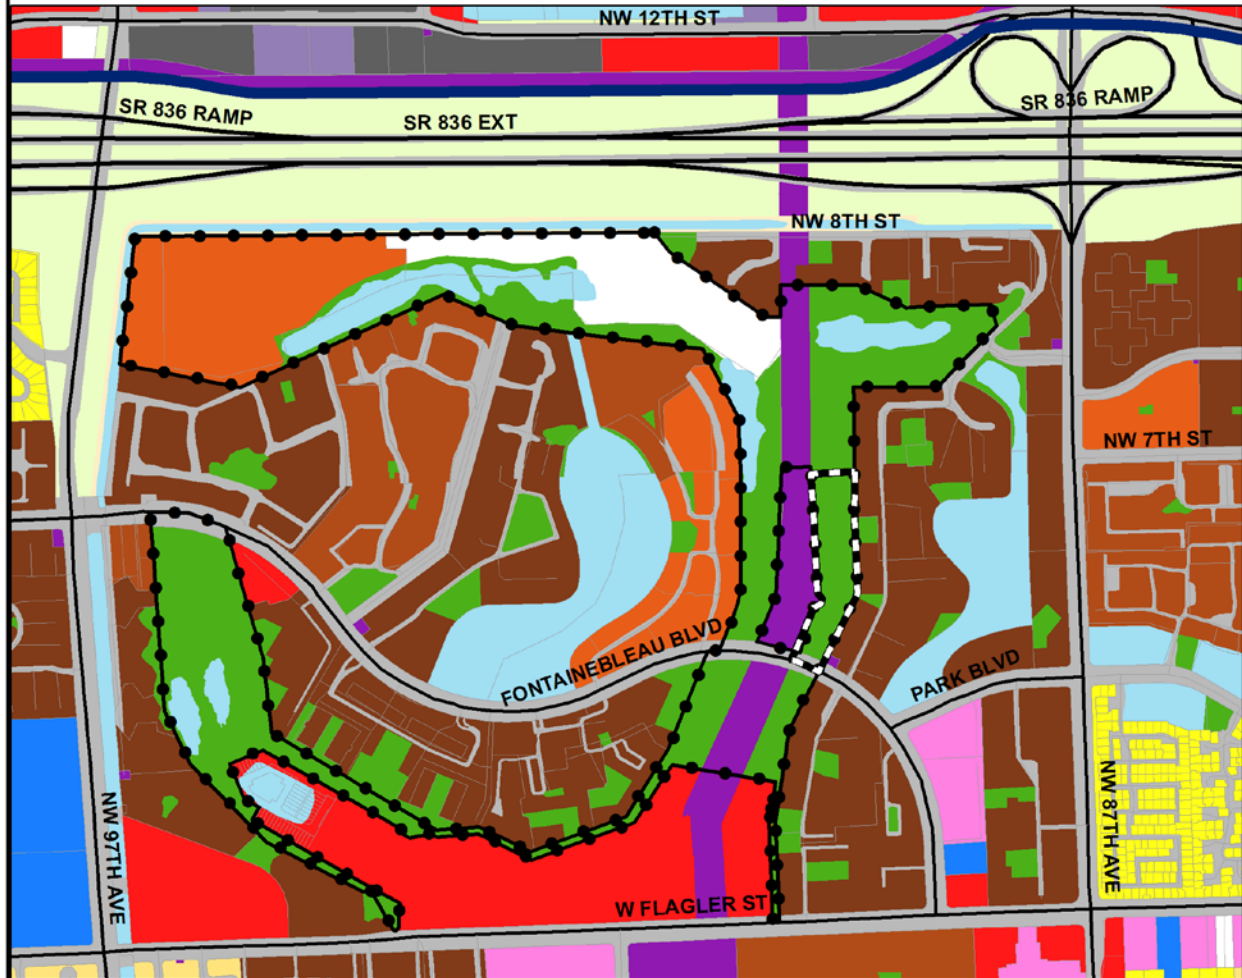 NW 12TH ST
SR 836 RAMP
SR 836 EXT
SR 836 RAMP
NW 8TH ST
NW 7TH ST
FONTAINEBLEAU BLVD
PARK BLVD
NW 97TH AVE
NW 87TH AVE
W FLAGLER ST